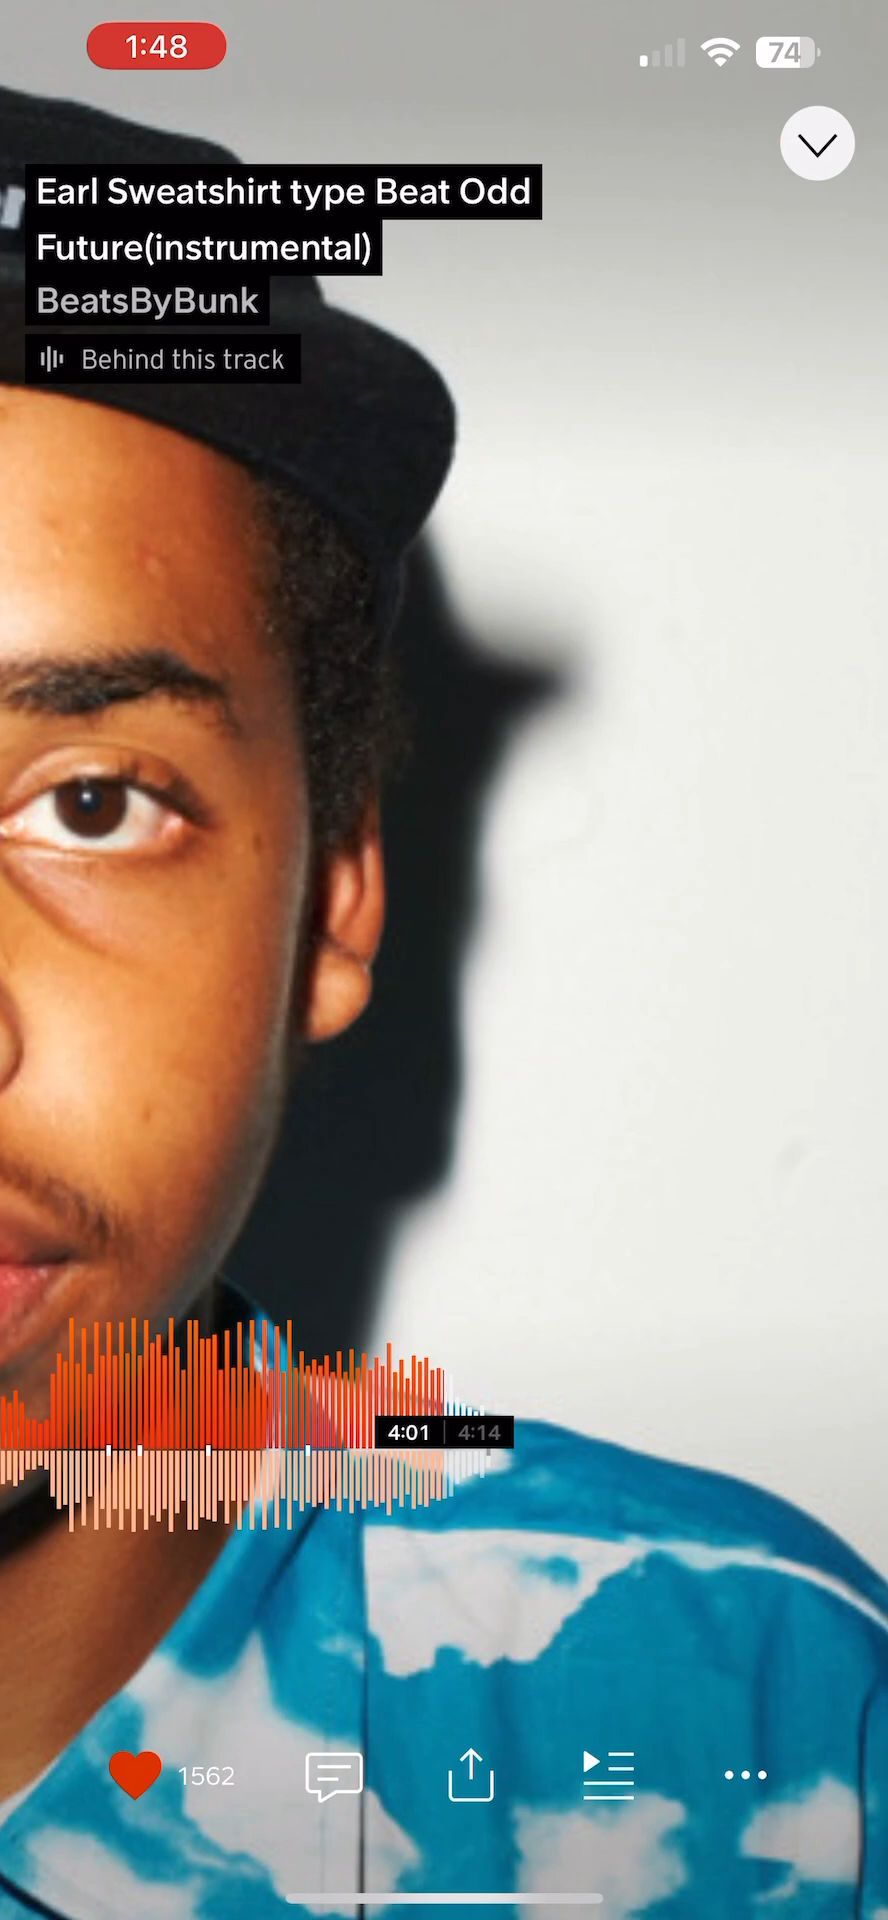 1:48
74
Earl Sweatshirt type Beat Odd
Future(instrumental)
BeatsByBunk
Behind this track
4:01 | 4:14
1562